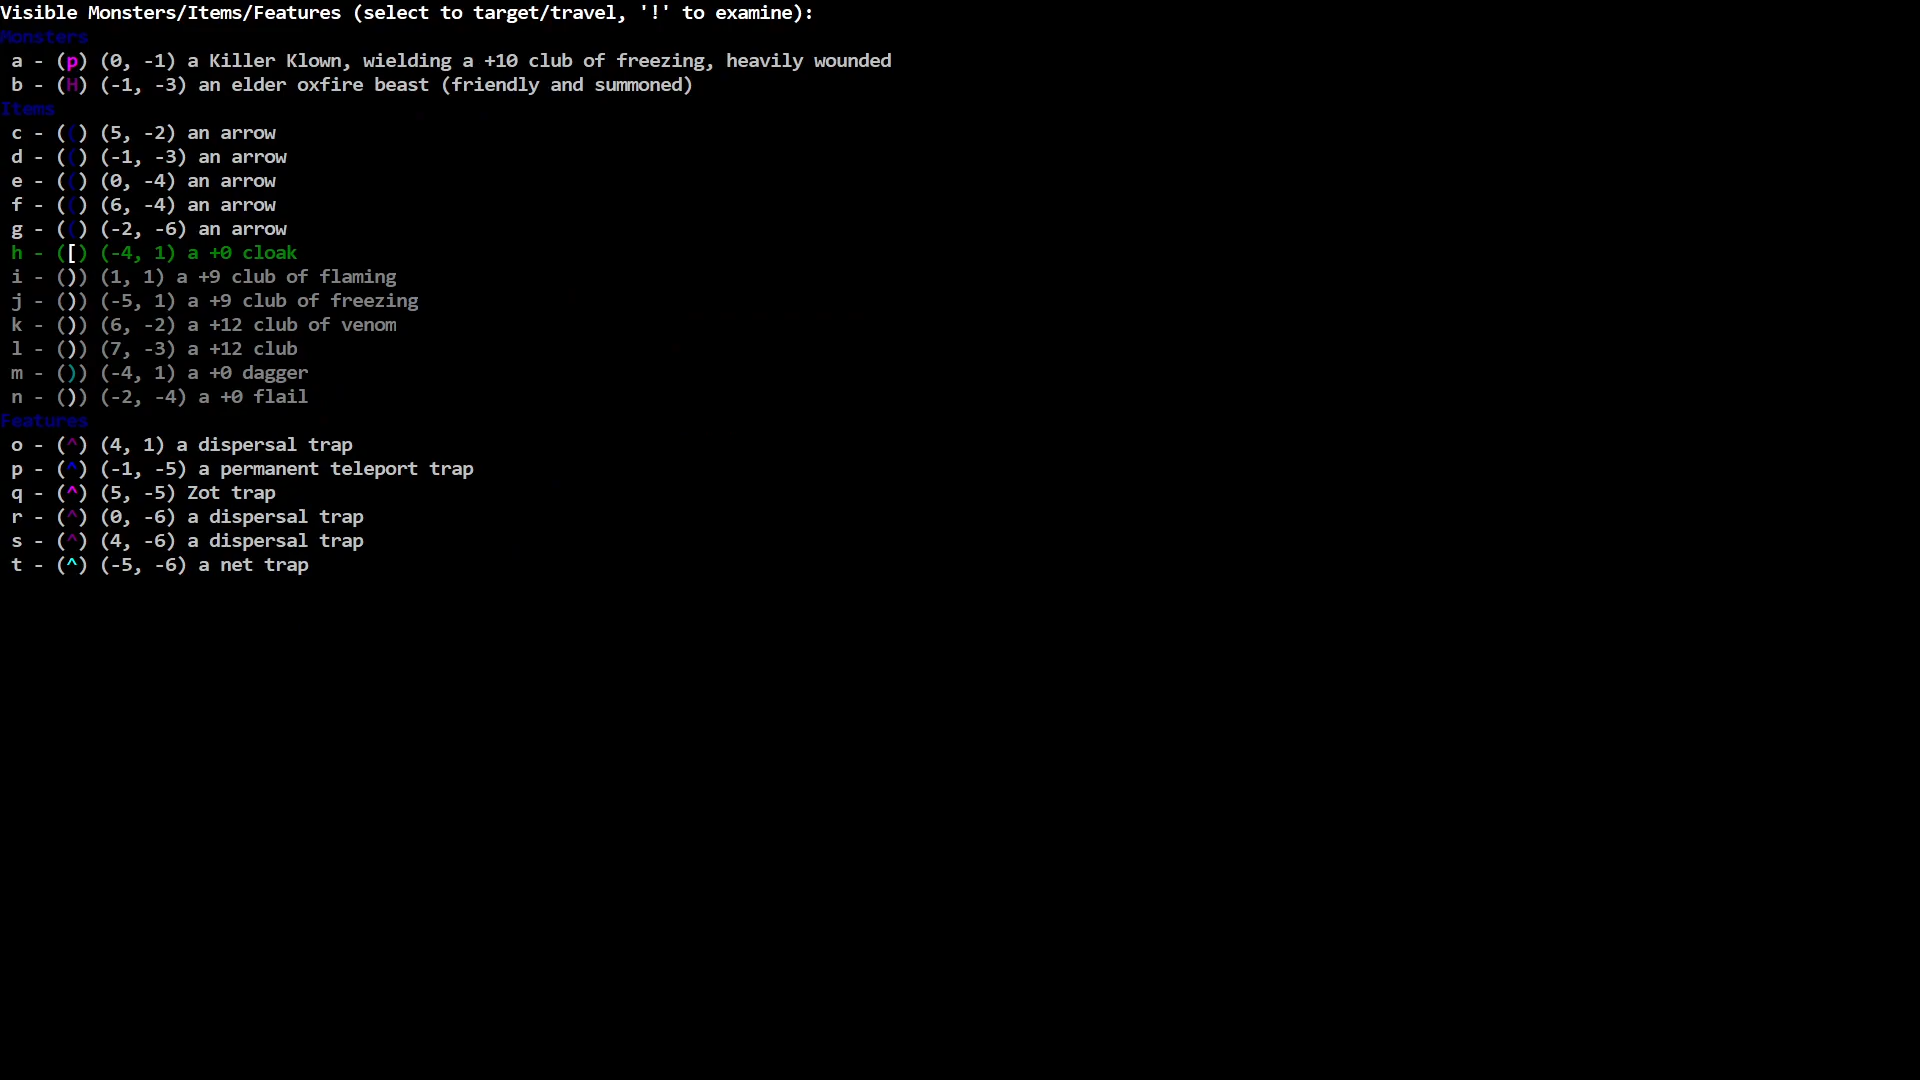 Visible Monsters/Items/Features (select to target/travel, '!' to examine):
Monsters
a - (p) (0, -1) a Killer Klown, wielding a +10 club of freezing, heavily wounded
b - (H) (-1, -3) an elder oxfire beast (friendly and summoned)
Items
c - (() (5, -2) an arrow
d - (() (-1, -3) an arrow
e - (() (0, -4) an arrow
f - (() (6, -4) an arrow
g - (() (-2, -6) an arrow
h - ([) (-4, 1) a +0 cloak
i - ()) (1, 1) a +9 club of flaming
j - ()) (-5, 1) a +9 club of freezing
k - ()) (6, -2) a +12 club of venom
l - ()) (7, -3) a +12 club
m - ()) (-4, 1) a +0 dagger
n - ()) (-2, -4) a +0 flail
Features
o - (^) (4, 1) a dispersal trap
p - (^) (-1, -5) a permanent teleport trap
q - (^) (5, -5) Zot trap
r - (^) (0, -6) a dispersal trap
s - (^) (4, -6) a dispersal trap
t - (^) (-5, -6) a net trap